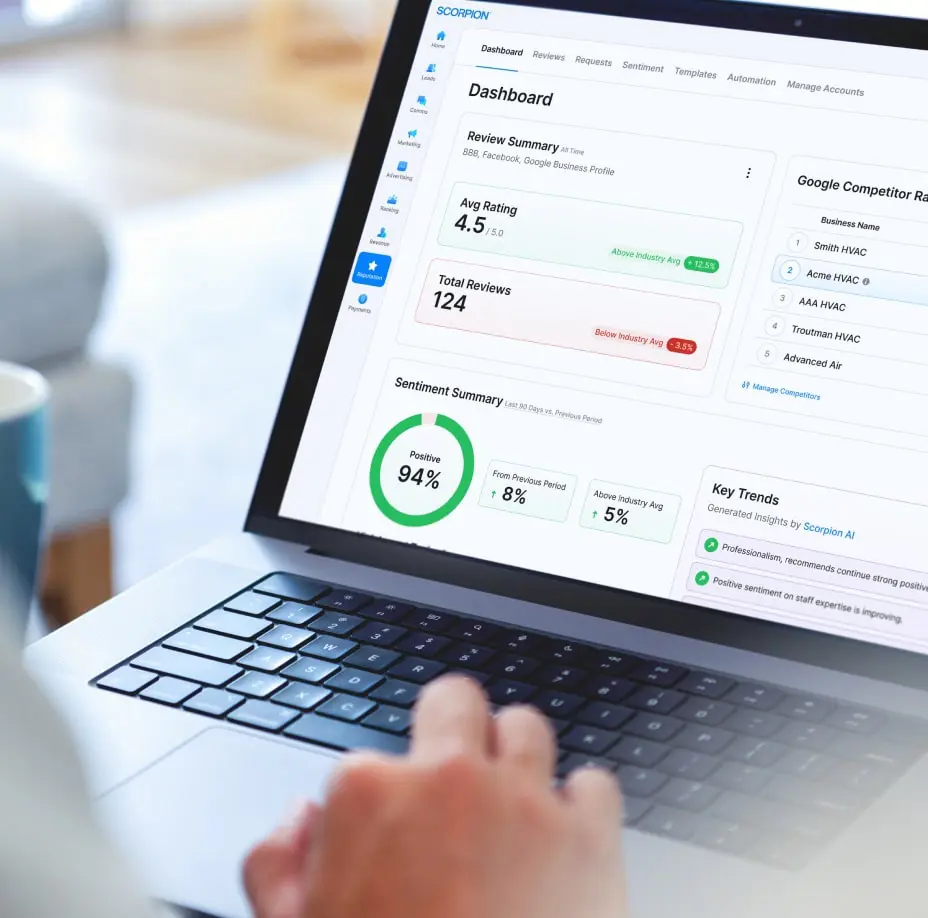 SCORPION
Home
Leads
Comms
Marketing
Advertising
Ranking
Revenue
Reputation
Payments
Dashboard Reviews Requests Sentiment Templates Automation Manage Accounts
Dashboard
Review Summary All Time
BBB, Facebook, Google Business Profile
Avg Rating
4.5 / 5.0
Above Industry Avg + 12.5%
Total Reviews
124
Below Industry Avg - 3.5%
Google Competitor Ra
Business Name
1 Smith HVAC
2 Acme HVAC
3 AAA HVAC
4 Troutman HVAC
5 Advanced Air
Manage Competitors
Sentiment Summary Last 90 Days vs. Previous Period
Positive
94%
From Previous Period
↑ 8%
Above Industry Avg
↑ 5%
Key Trends
Generated Insights by Scorpion AI
Professionalism, recommends continue strong positive
Positive sentiment on staff expertise is improving.